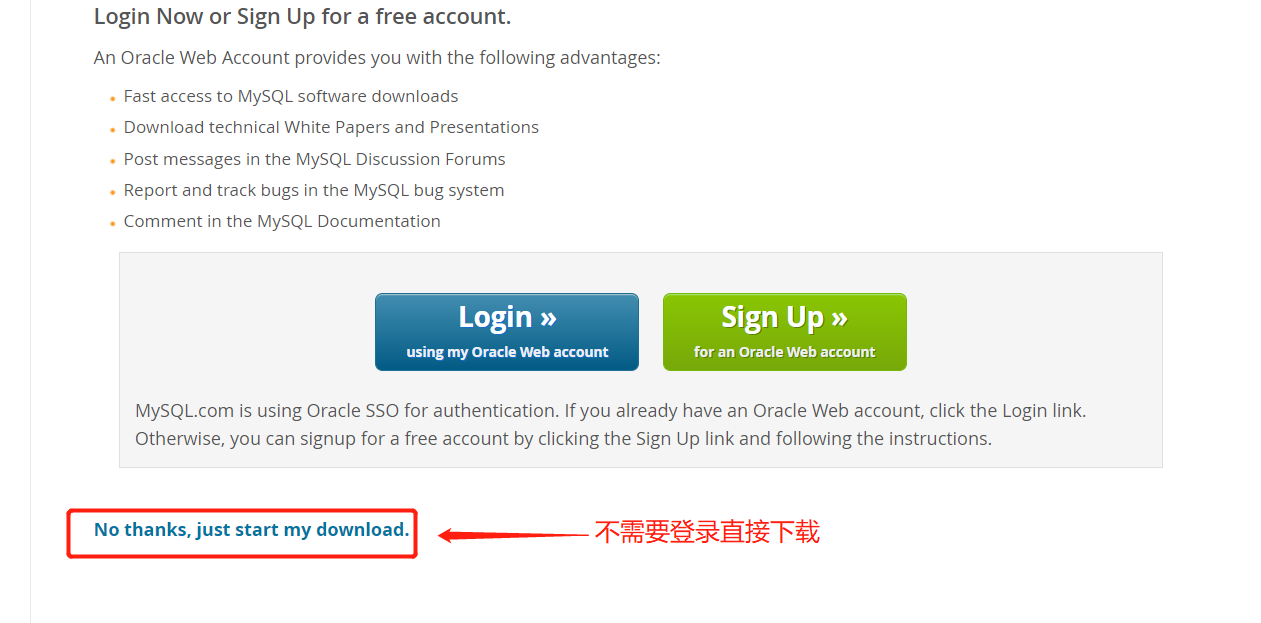 Login Now or Sign Up for a free account.
An Oracle Web Account provides you with the following advantages:
Fast access to MySQL software downloads
Download technical White Papers and Presentations
Post messages in the MySQL Discussion Forums
Report and track bugs in the MySQL bug system
Comment in the MySQL Documentation
Login »
using my Oracle Web account
Sign Up »
for an Oracle Web account
MySQL.com is using Oracle SSO for authentication. If you already have an Oracle Web account, click the Login link.
Otherwise, you can signup for a free account by clicking the Sign Up link and following the instructions.
No thanks, just start my download.
不需要登录直接下载